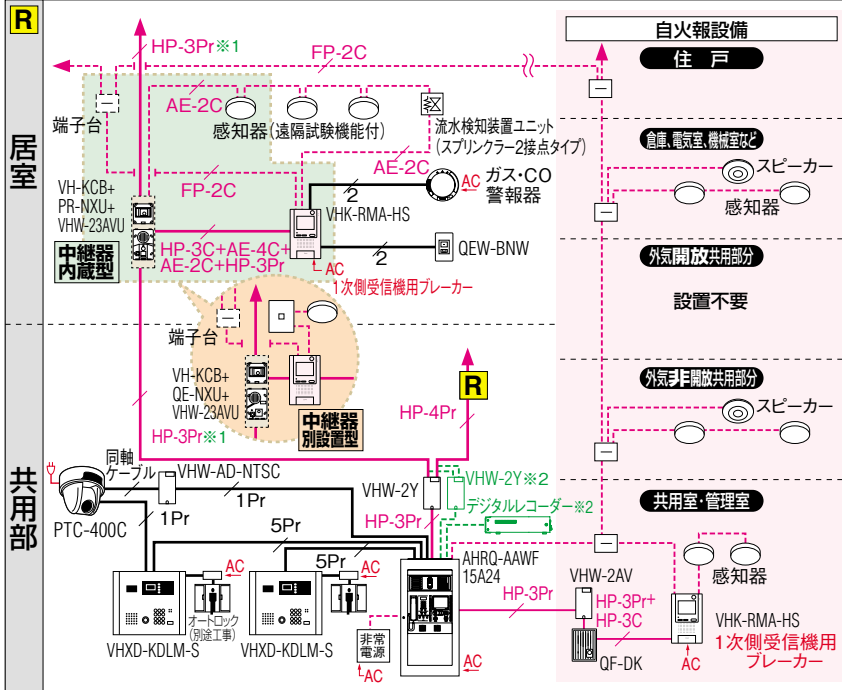 R
居室
共用部
HP-3Pr※1
FP-2C
AE-2C
端子台
感知器(遠隔試験機能付)
流水検知装置ユニット
(スプリンクラー2接点タイプ)
AE-2C
FP-2C
VH-KCB+
PR-NXU+
VHW-23AVU
中継器
内蔵型
2
AC
ガス・CO
警報器
VHK-RMA-HS
HP-3C+AE-4C+
AE-2C+HP-3Pr
2
QEW-BNW
AC
1次側受信機用ブレーカー
端子台
VH-KCB+
QE-NXU+
VHW-23AVU
HP-3Pr※1
中継器
別設置型
R
HP-4Pr
同軸
ケーブル
VHW-AD-NTSC
1Pr
PTC-400C
1Pr
VHW-2Y
VHW-2Y※2
デジタルレコーダー※2
HP-3Pr
5Pr
5Pr
AC
AC
オートロック
(別途工事)
VHXD-KDLM-S
VHXD-KDLM-S
AHRQ-AAWF
15A24
非常
電源
AC
AC
HP-3Pr
VHW-2AV
HP-3Pr+
HP-3C
QF-DK
自火報設備
住戸
倉庫、電気室、機械室など
スピーカー
感知器
外気開放共用部分
設置不要
外気非開放共用部分
スピーカー
共用室・管理室
感知器
VHK-RMA-HS
1次側受信機用
ブレーカー
AC